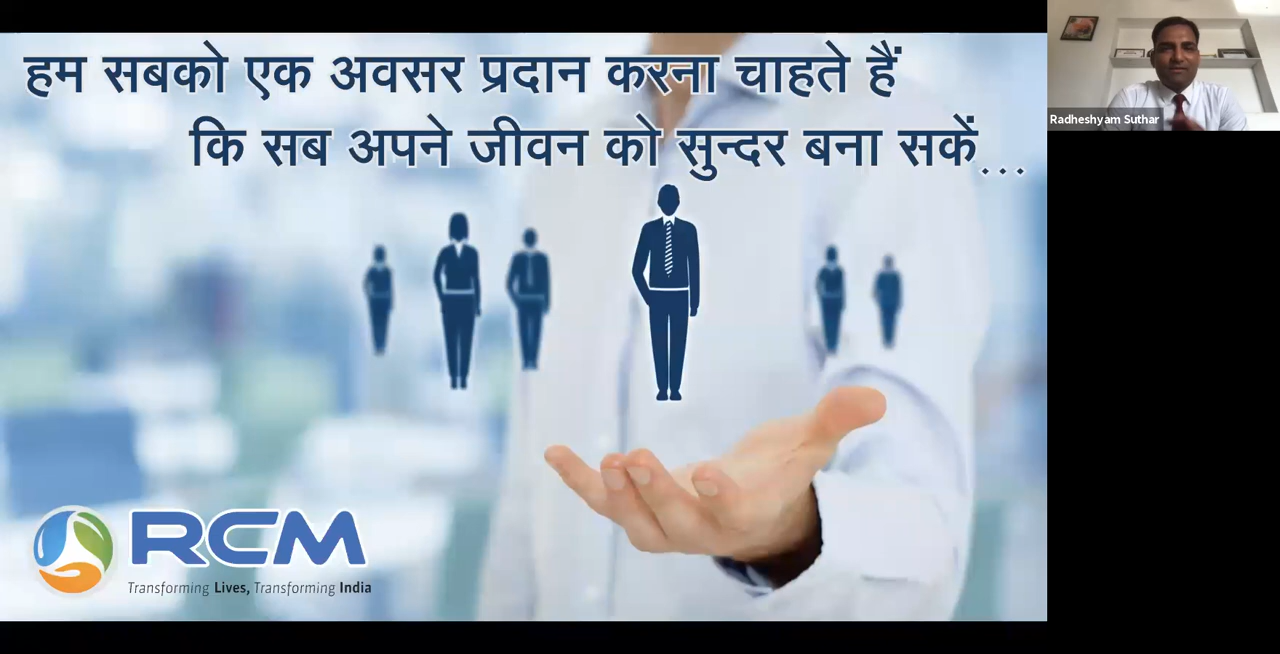 हम सबको एक अवसर प्रदान करना चाहते हैं
कि सब अपने जीवन को सुन्दर बना सकें...
RCM
Transforming Lives, Transforming India
Radheshyam Suthar